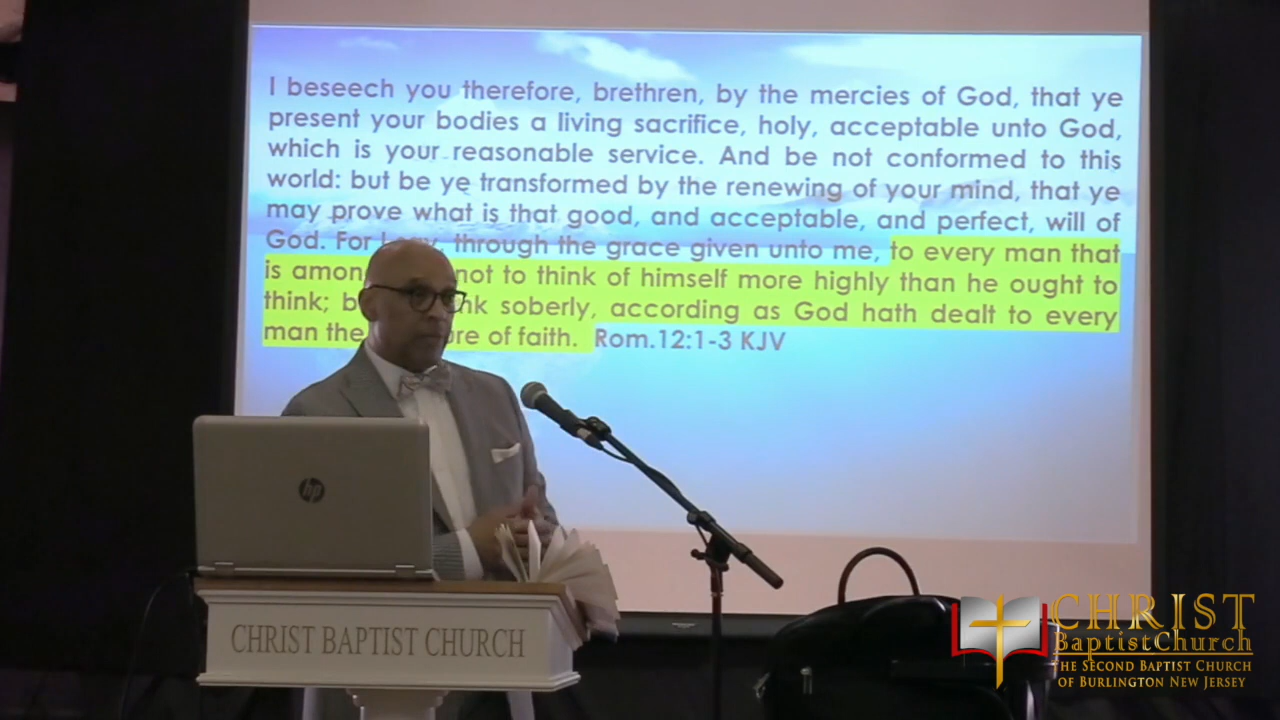 I beseech you therefore, brethren, by the mercies of God, that ye
present your bodies a living sacrifice, holy, acceptable unto God,
which is your reasonable service. And be not conformed to this
world: but be ye transformed by the renewing of your mind, that ye
may prove what is that good, and acceptable, and perfect, will of
God. For through the grace given unto me, to every man that
is not to think of himself more highly than he ought to
think; soberly, according as God hath dealt to every
man of faith. Rom.12:1-3 KJV
hp
CHRIST BAPTIST CHURCH
CHRIST
BaptistChurch
THE SECOND BAPTIST CHURCH
OF BURLINGTON NEW JERSEY